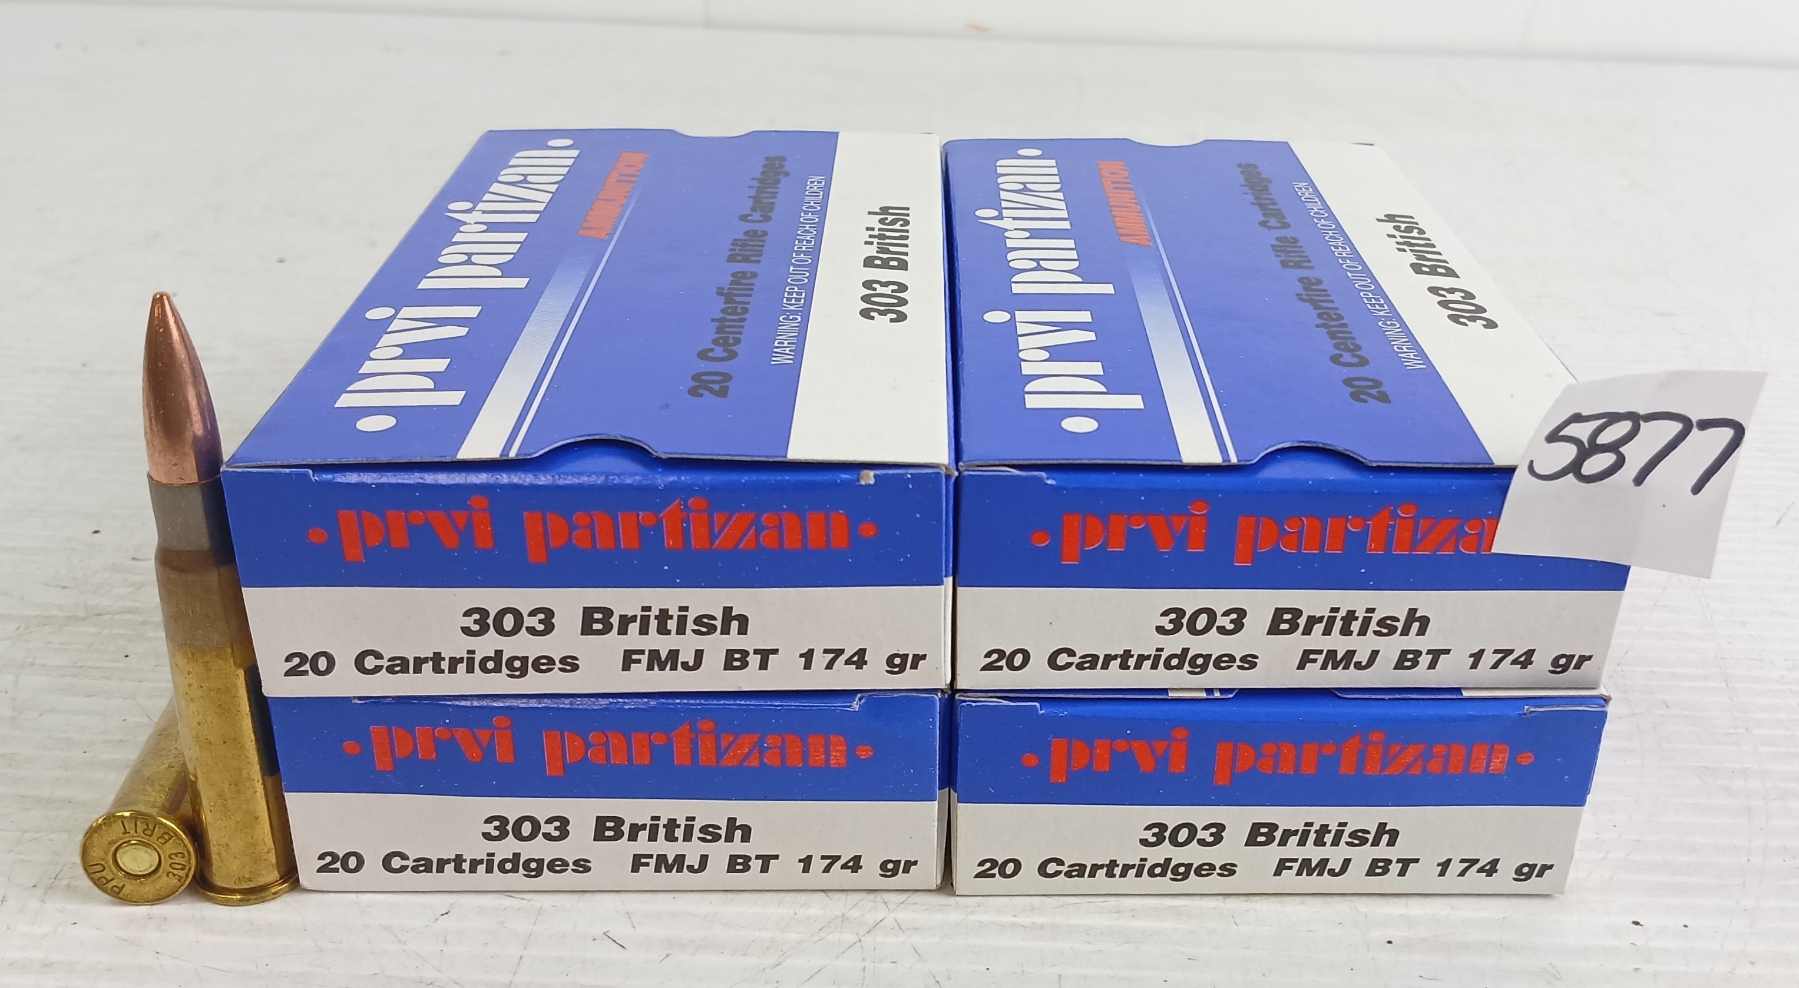 • prvi partizan •
AMMUNITION
20 Centerfire Rifle Cartridges
WARNING: KEEP OUT OF REACH OF CHILDREN
303 British
• prvi partizan •
AMMUNITION
20 Centerfire Rifle Cartridges
WARNING: KEEP OUT OF REACH OF CHILDREN
303 British
5877
• prvi partizan •
303 British
20 Cartridges FMJ BT 174 gr
• prvi partiza
303 British
20 Cartridges FMJ BT 174 gr
• prvi partizan •
303 British
20 Cartridges FMJ BT 174 gr
• prvi partizan •
303 British
20 Cartridges FMJ BT 174 gr
PPU 303 BRIT